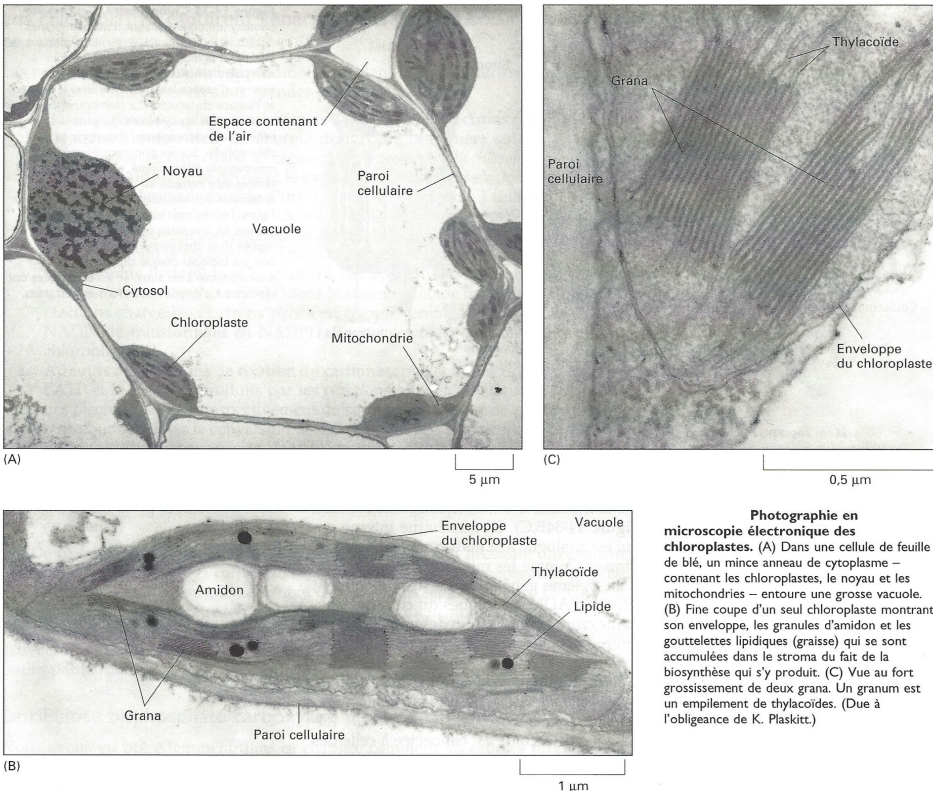 Espace contenant
de l'air
Noyau
Paroi
cellulaire
Vacuole
Cytosol
Chloroplaste
Mitochondrie
(A)
5 µm
Thylacoïde
Grana
Paroi
cellulaire
Enveloppe
du chloroplaste
(C)
0,5 µm
Enveloppe
du chloroplaste
Vacuole
Thylacoïde
Amidon
Lipide
Grana
Paroi cellulaire
(B)
1 µm
Photographie en
microscopie électronique des
chloroplastes. (A) Dans une cellule de feuille
de blé, un mince anneau de cytoplasme –
contenant les chloroplastes, le noyau et les
mitochondries – entoure une grosse vacuole.
(B) Fine coupe d'un seul chloroplaste montrant
son enveloppe, les granules d'amidon et les
gouttelettes lipidiques (graisse) qui se sont
accumulées dans le stroma du fait de la
biosynthèse qui s'y produit. (C) Vue au fort
grossissement de deux grana. Un granum est
un empilement de thylacoïdes. (Due à
l'obligeance de K. Plaskitt.)